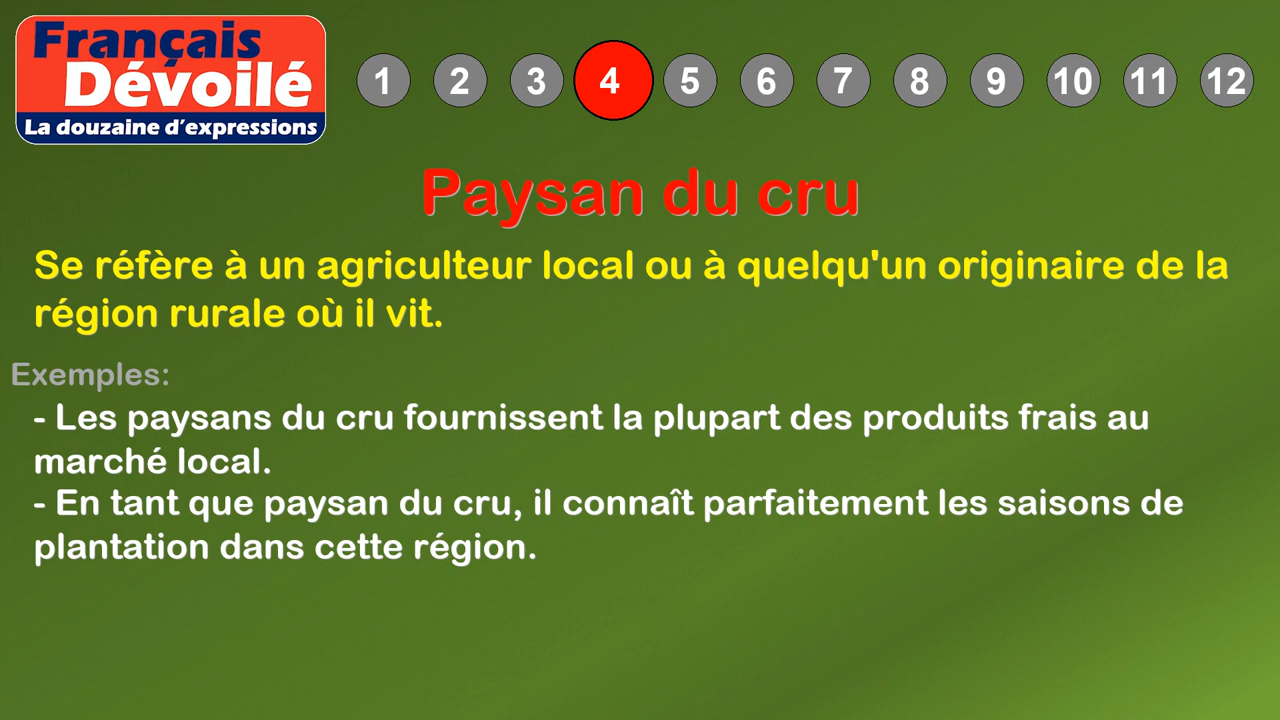 Français
Dévoilé
La douzaine d'expressions
1 2 3 4 5 6 7 8 9 10 11 12
Paysan du cru
Se réfère à un agriculteur local ou à quelqu'un originaire de la
région rurale où il vit.
Exemples:
- Les paysans du cru fournissent la plupart des produits frais au
marché local.
- En tant que paysan du cru, il connaît parfaitement les saisons de
plantation dans cette région.